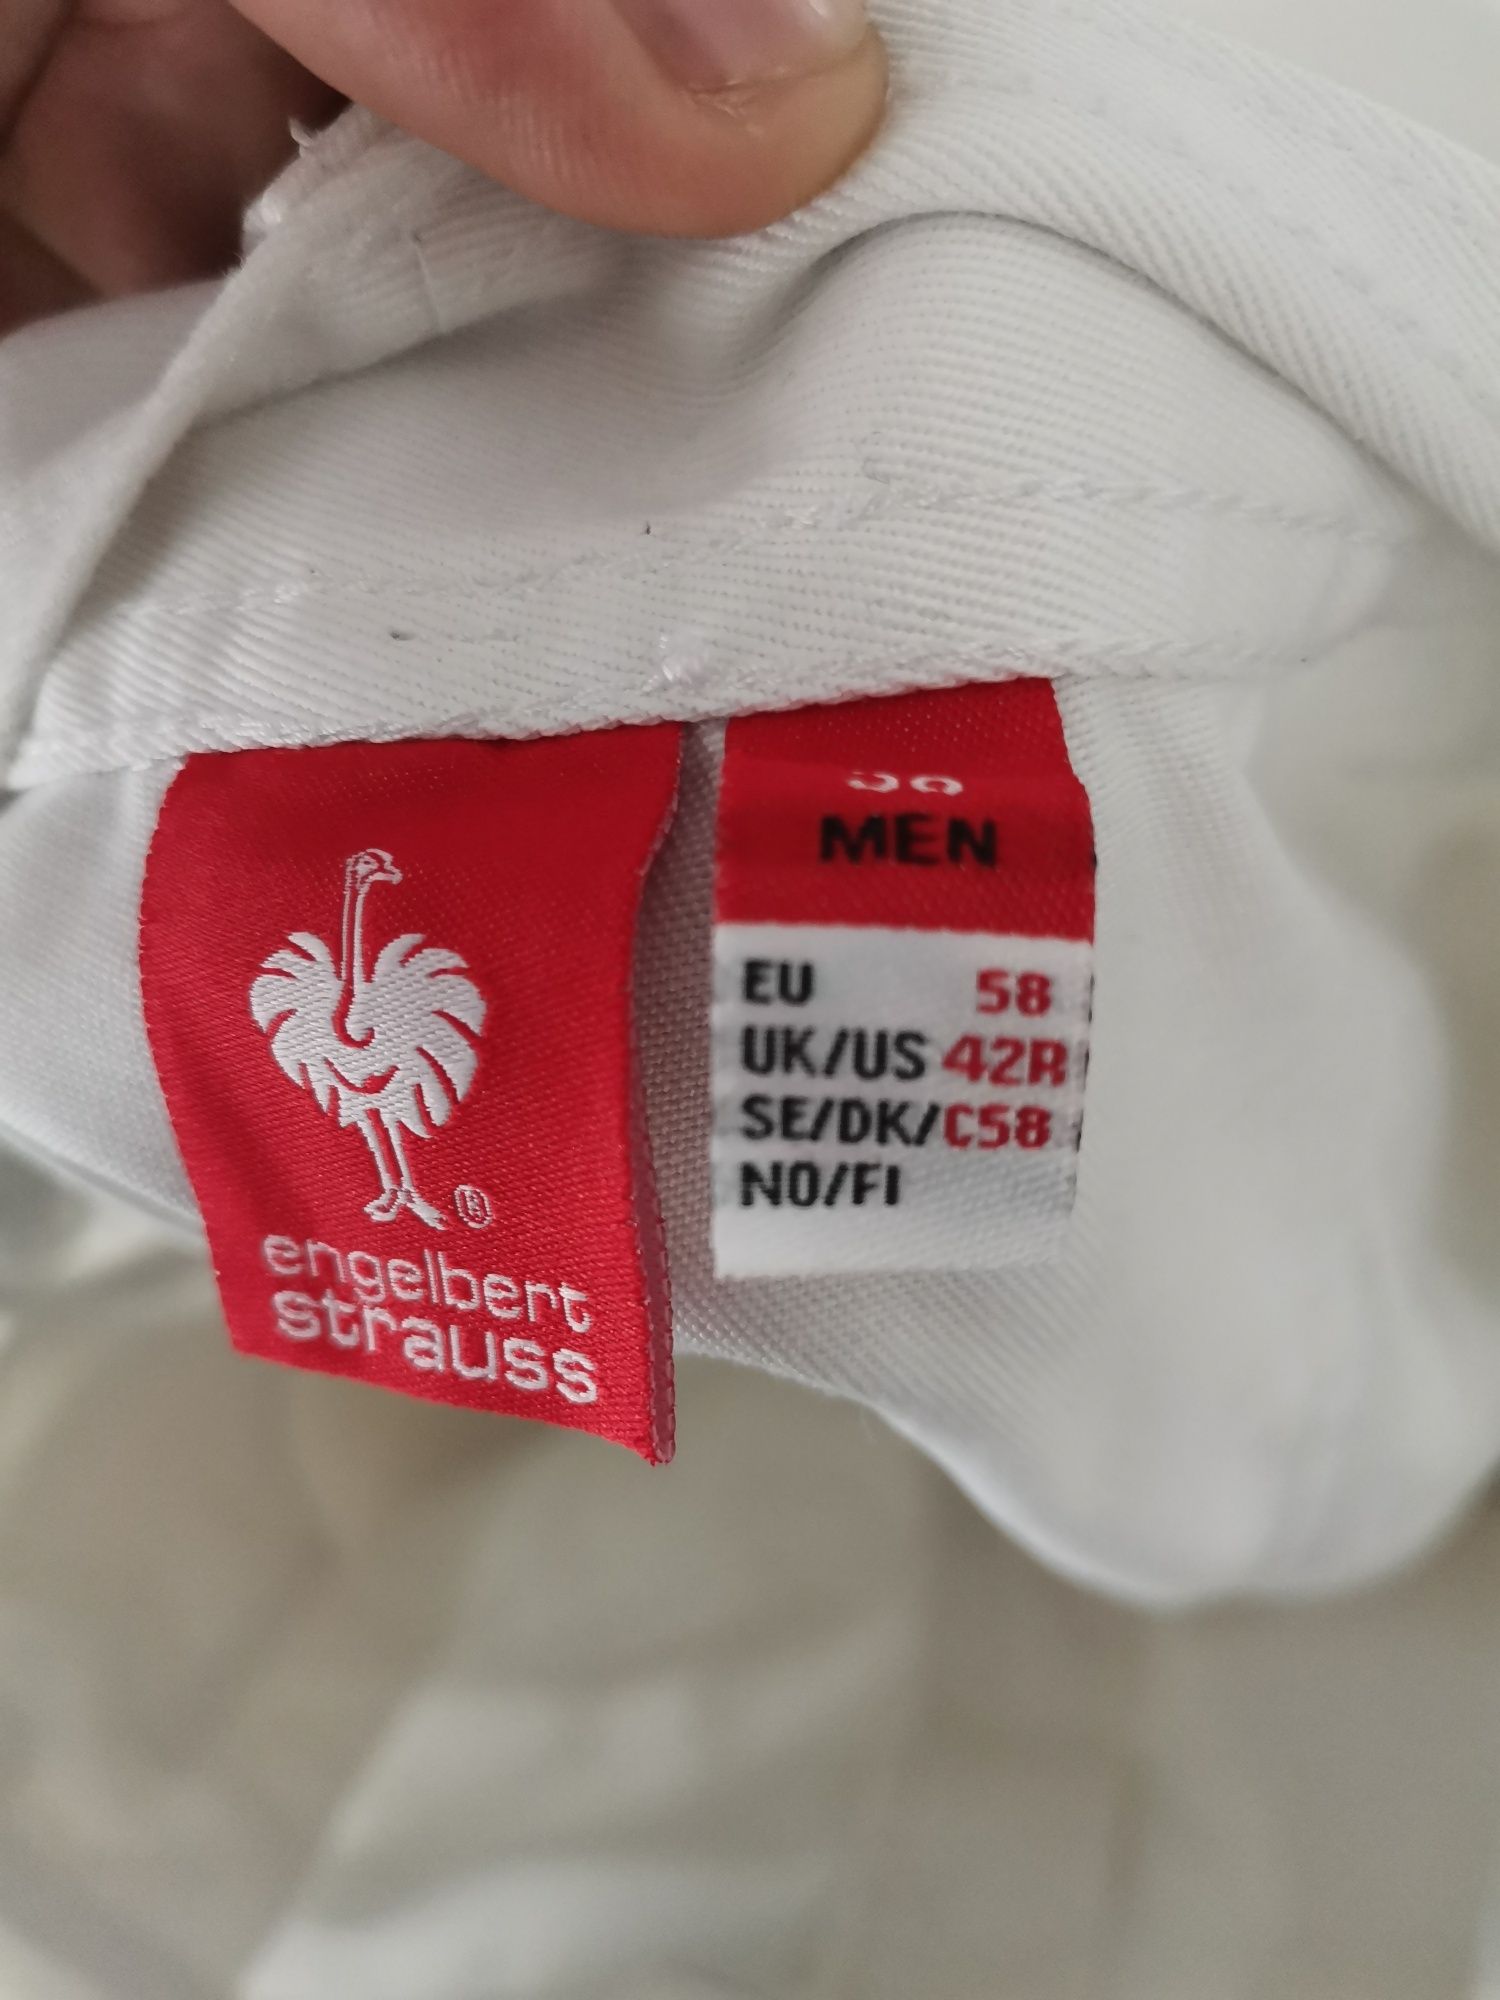 engelbert
strauss
®
MEN
EU 58
UK/US 42R
SE/DK/ C58
NO/FI